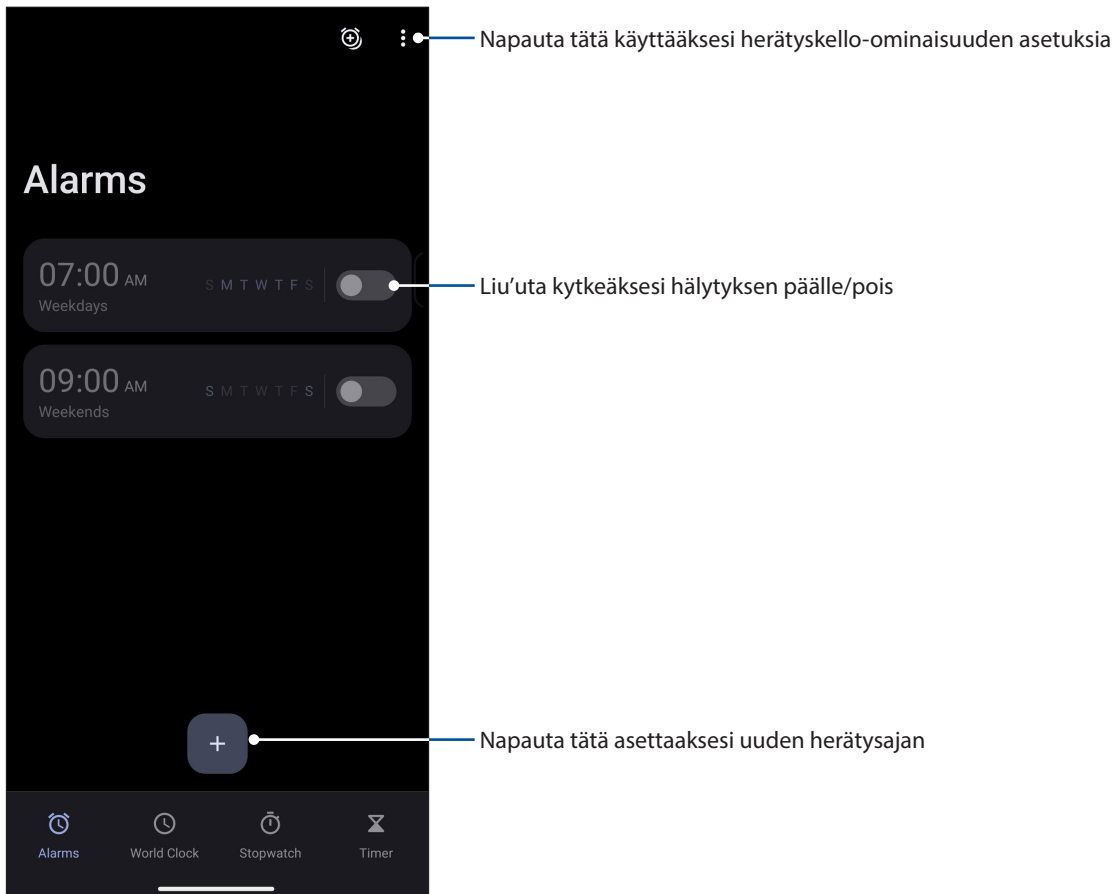 Napauta tätä käyttääksesi herätyskello-ominaisuuden asetuksia
Alarms
07:00 AM
S M T W T F S
Weekdays
Liu’uta kytkeäksesi hälytyksen päälle/pois
09:00 AM
S M T W T F S
Weekends
+
Napauta tätä asettaaksesi uuden herätysajan
Alarms World Clock Stopwatch Timer